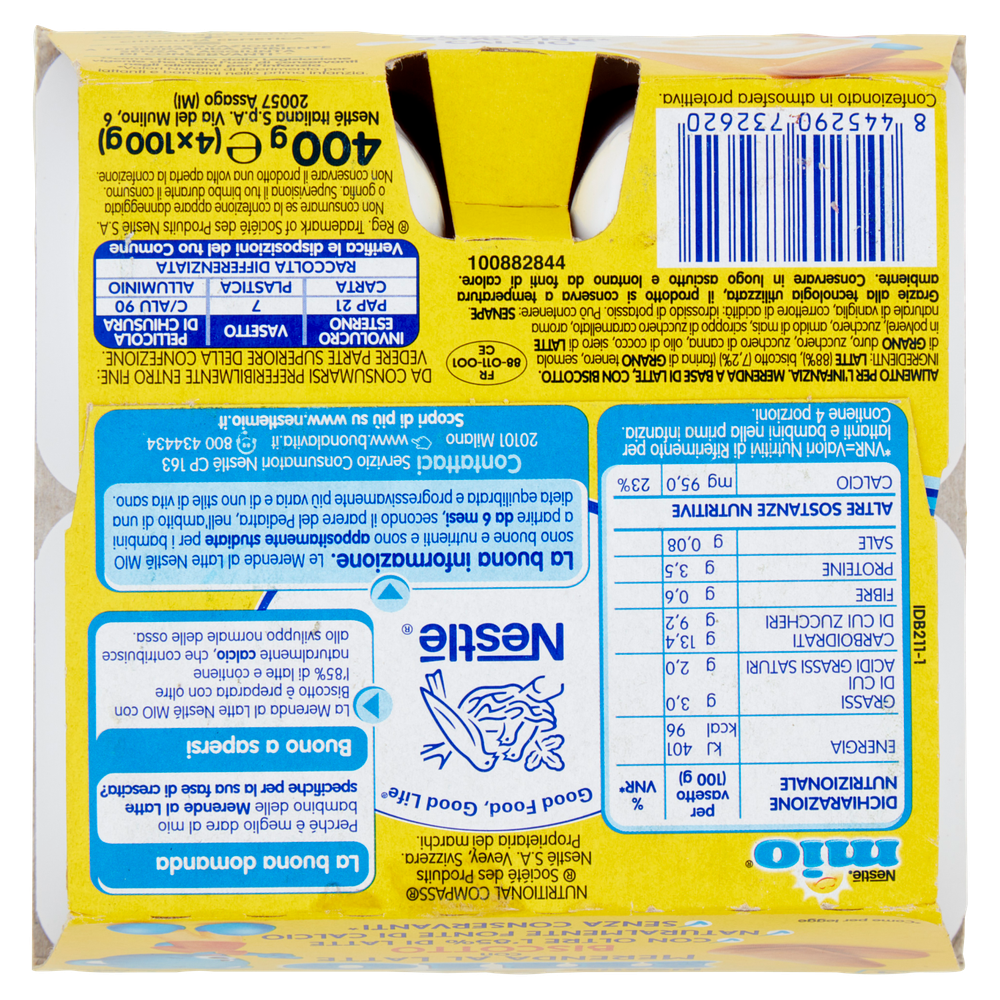 Nestlé.
mio®
DICHIARAZIONE
NUTRIZIONALE
per
vasetto
(100 g)
%
VNR*
ENERGIA kJ 401
kcal 96
GRASSI g 3,0
DI CUI
ACIDI GRASSI SATURI g 2,0
CARBOIDRATI g 13,4
DI CUI ZUCCHERI g 9,2
FIBRE g 0,6
PROTEINE g 3,5
SALE g 0,08
ALTRE SOSTANZE NUTRITIVE
CALCIO mg 95,0 23%
*VNR=Valori Nutritivi di Riferimento per
lattanti e bambini nella prima infanzia.
Contiene 4 porzioni.
IDB211-1
NUTRITIONAL COMPASS®
® Société des Produits
Nestlé S.A. Vevey, Svizzera.
Proprietaria dei marchi.
Good Food, Good Life®
Nestlé®
La buona domanda
Perché è meglio dare al mio
bambino delle Merende al Latte
specifiche per la sua fase di crescita?
Buono a sapersi
La Merenda al Latte Nestlé MIO con
Biscotto è preparata con oltre
l'85% di latte e contiene
naturalmente calcio, che contribuisce
allo sviluppo normale delle ossa.
La buona informazione. Le Merende al Latte Nestlé MIO
sono buone e nutrienti e sono appositamente studiate per i bambini
a partire da 6 mesi, secondo il parere del Pediatra, nell'ambito di una
dieta equilibrata e progressivamente più varia e di uno stile di vita sano.
Contattaci Servizio Consumatori Nestlé CP 163
20101 Milano www.buonalavita.it 800 434434
Scopri di più su www.nestlemio.it
ALIMENTO PER L'INFANZIA. MERENDA A BASE DI LATTE, CON BISCOTTO.
INGREDIENTI: LATTE (88%), biscotto (7,2%) (farina di GRANO tenero, semola
di GRANO duro, zucchero, zucchero di canna, olio di cocco, siero di LATTE
in polvere), zucchero, amido di mais, sciroppo di zucchero caramellato, aroma
naturale di vaniglia, correttore di acidità: idrossido di potassio. Può contenere: SENAPE
Grazie alla tecnologia utilizzata, il prodotto si conserva a temperatura
ambiente. Conservare in luogo asciutto e lontano da fonti di calore.
FR
88-011-001
CE
100882844
DA CONSUMARSI PREFERIBILMENTE ENTRO FINE:
VEDERE PARTE SUPERIORE DELLA CONFEZIONE
INVOLUCRO
ESTERNO
VASETTO
PELLICOLA
DI CHIUSURA
PAP 21 7 C/ALU 90
CARTA PLASTICA ALLUMINIO
RACCOLTA DIFFERENZIATA
Verifica le disposizioni del tuo Comune
® Reg. Trademark of Société des Produits Nestlé S.A.
Non consumare se la confezione appare danneggiata
o gonfia. Supervisiona il tuo bimbo durante il consumo.
Non conservare il prodotto una volta aperta la confezione.
400 g ℮ (4x100g)
Nestlé Italiana S.p.A. Via del Mulino, 6
20057 Assago (MI)
8 445290 732620
Confezionato in atmosfera protettiva.
MERENDA AL LATTE
con
BISCOTTO
CON OLTRE L'85% DI LATTE
NATURALMENTE FONTE DI CALCIO
SENZA CONSERVANTI*
*Come per legge